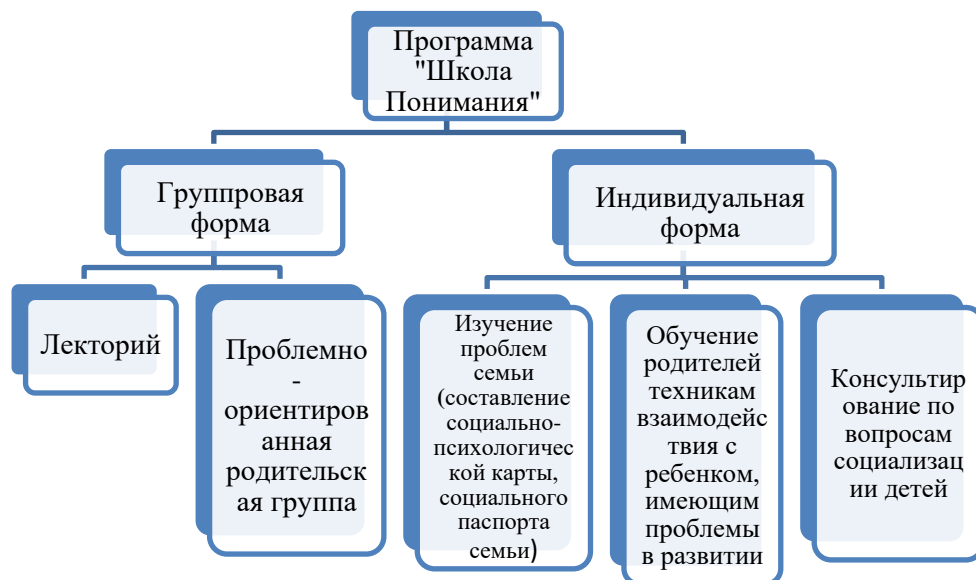 Программа
"Школа
Понимания"
Группровая
форма
Индивидуальная
форма
Лекторий
Проблемно
-
ориентиров
анная
родительск
ая группа
Изучение
проблем
семьи
(составление
социально-
психологичес
кой карты,
социального
паспорта
семьи)
Обучение
родителей
техникам
взаимодейс
твия с
ребенком,
имеющим
проблемы
в развитии
Консультир
ование по
вопросам
социализац
ии детей